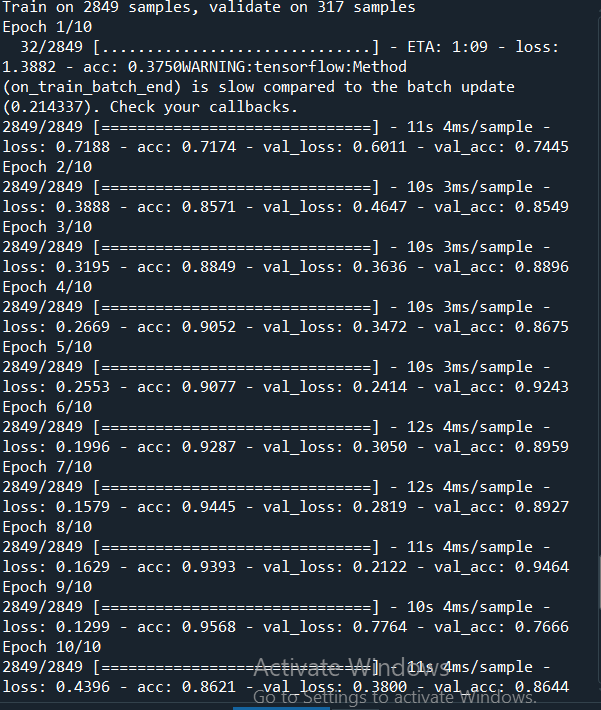 Train on 2849 samples, validate on 317 samples
Epoch 1/10
  32/2849 [..............................] - ETA: 1:09 - loss:
1.3882 - acc: 0.3750WARNING:tensorflow:Method
(on_train_batch_end) is slow compared to the batch update
(0.214337). Check your callbacks.
2849/2849 [==============================] - 11s 4ms/sample -
loss: 0.7188 - acc: 0.7174 - val_loss: 0.6011 - val_acc: 0.7445
Epoch 2/10
2849/2849 [==============================] - 10s 3ms/sample -
loss: 0.3888 - acc: 0.8571 - val_loss: 0.4647 - val_acc: 0.8549
Epoch 3/10
2849/2849 [==============================] - 10s 3ms/sample -
loss: 0.3195 - acc: 0.8849 - val_loss: 0.3636 - val_acc: 0.8896
Epoch 4/10
2849/2849 [==============================] - 10s 3ms/sample -
loss: 0.2669 - acc: 0.9052 - val_loss: 0.3472 - val_acc: 0.8675
Epoch 5/10
2849/2849 [==============================] - 10s 3ms/sample -
loss: 0.2553 - acc: 0.9077 - val_loss: 0.2414 - val_acc: 0.9243
Epoch 6/10
2849/2849 [==============================] - 12s 4ms/sample -
loss: 0.1996 - acc: 0.9287 - val_loss: 0.3050 - val_acc: 0.8959
Epoch 7/10
2849/2849 [==============================] - 12s 4ms/sample -
loss: 0.1579 - acc: 0.9445 - val_loss: 0.2819 - val_acc: 0.8927
Epoch 8/10
2849/2849 [==============================] - 11s 4ms/sample -
loss: 0.1629 - acc: 0.9393 - val_loss: 0.2122 - val_acc: 0.9464
Epoch 9/10
2849/2849 [==============================] - 10s 4ms/sample -
loss: 0.1299 - acc: 0.9568 - val_loss: 0.7764 - val_acc: 0.7666
Epoch 10/10
2849/2849 [==============================] - 11s 4ms/sample -
loss: 0.4396 - acc: 0.8621 - val_loss: 0.3800 - val_acc: 0.8644
Activate Windows
Go to Settings to activate Windows.